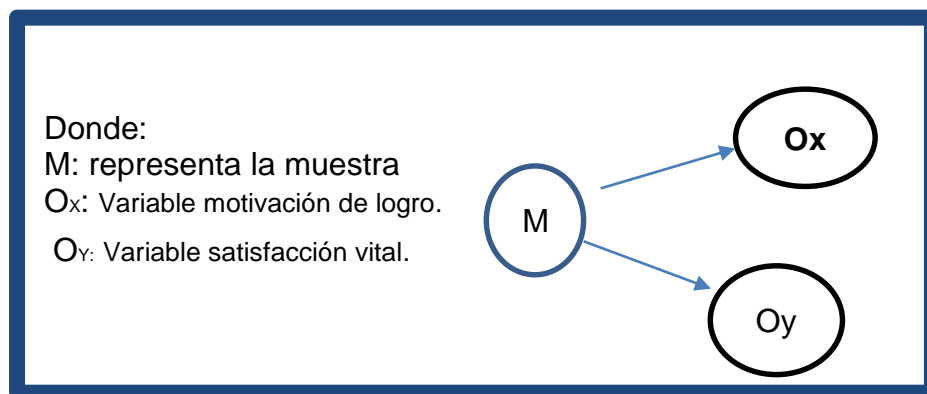 Donde:
M: representa la muestra
Ox: Variable motivación de logro.
OY: Variable satisfacción vital.
M
Ox
Oy